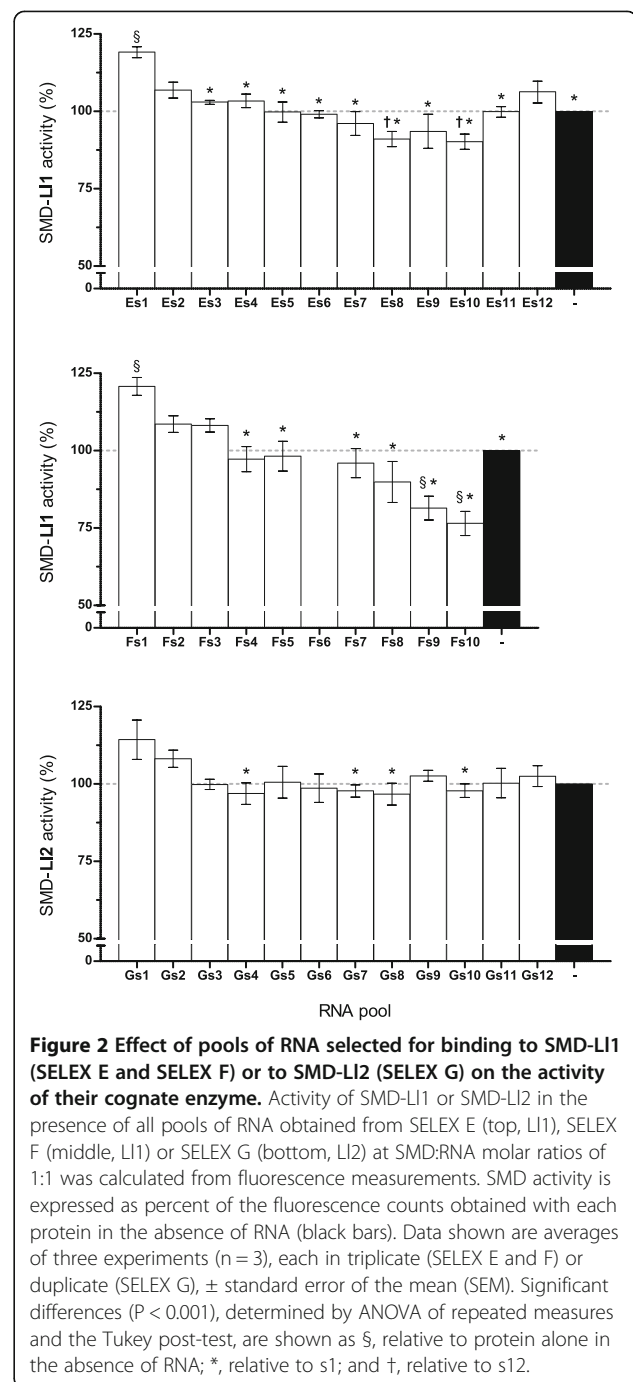 125
§
* * * * * † * * † * * *
100
75
50
0
SMD-Ll1 activity (%)
Es1 Es2 Es3 Es4 Es5 Es6 Es7 Es8 Es9 Es10 Es11 Es12 -
125
§
* * * * § * § * *
100
75
50
0
SMD-Ll1 activity (%)
Fs1 Fs2 Fs3 Fs4 Fs5 Fs6 Fs7 Fs8 Fs9 Fs10 -
125
* * * *
100
75
50
0
SMD-Ll2 activity (%)
Gs1 Gs2 Gs3 Gs4 Gs5 Gs6 Gs7 Gs8 Gs9 Gs10 Gs11 Gs12 -
RNA pool
Figure 2 Effect of pools of RNA selected for binding to SMD-Ll1
(SELEX E and SELEX F) or to SMD-Ll2 (SELEX G) on the activity
of their cognate enzyme. Activity of SMD-Ll1 or SMD-Ll2 in the
presence of all pools of RNA obtained from SELEX E (top, Ll1), SELEX
F (middle, Ll1) or SELEX G (bottom, Ll2) at SMD:RNA molar ratios of
1:1 was calculated from fluorescence measurements. SMD activity is
expressed as percent of the fluorescence counts obtained with each
protein in the absence of RNA (black bars). Data shown are averages
of three experiments (n = 3), each in triplicate (SELEX E and F) or
duplicate (SELEX G), ± standard error of the mean (SEM). Significant
differences (P < 0.001), determined by ANOVA of repeated measures
and the Tukey post-test, are shown as §, relative to protein alone in
the absence of RNA; *, relative to s1; and †, relative to s12.